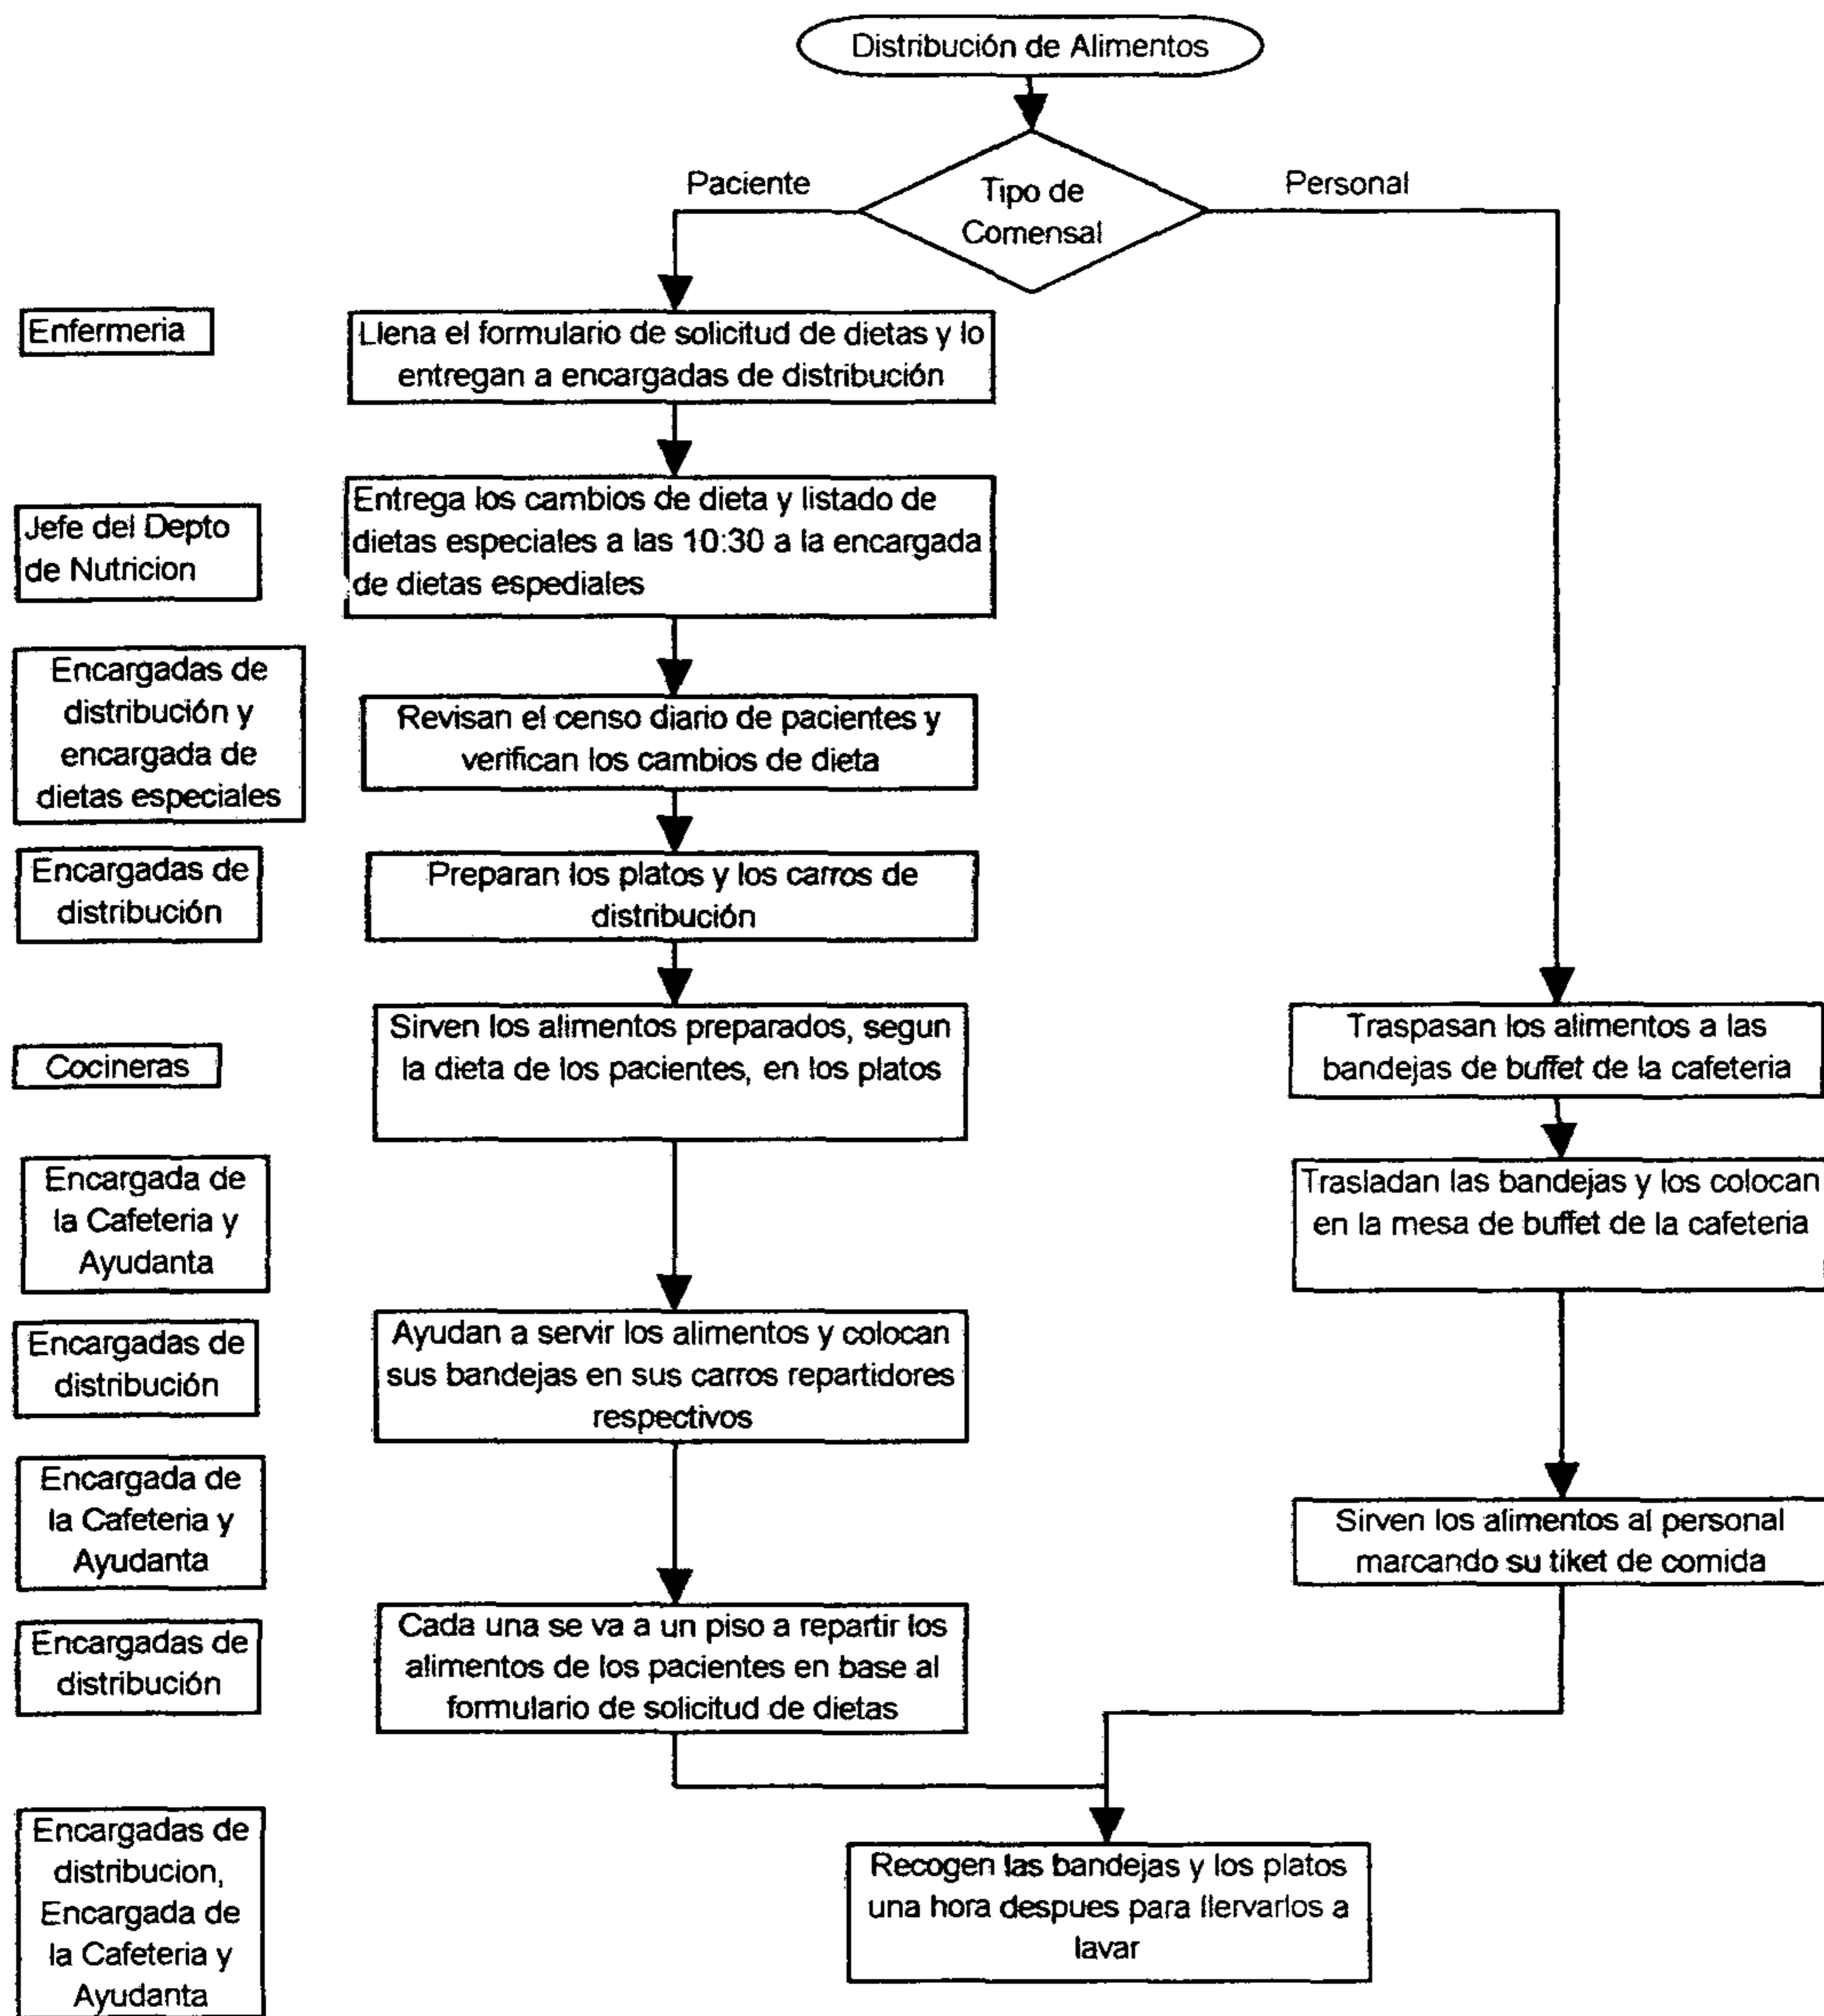 Distribución de Alimentos
Paciente
Tipo de
Comensal
Personal
Enfermeria
Llena el formulario de solicitud de dietas y lo
entregan a encargadas de distribución
Jefe del Depto
de Nutricion
Entrega los cambios de dieta y listado de
dietas especiales a las 10:30 a la encargada
de dietas espediales
Encargadas de
distribución y
encargada de
dietas especiales
Revisan el censo diario de pacientes y
verifican los cambios de dieta
Encargadas de
distribución
Preparan los platos y los carros de
distribución
Cocineras
Sirven los alimentos preparados, segun
la dieta de los pacientes, en los platos
Traspasan los alimentos a las
bandejas de buffet de la cafeteria
Encargada de
la Cafeteria y
Ayudanta
Trasladan las bandejas y los colocan
en la mesa de buffet de la cafeteria
Encargadas de
distribución
Ayudan a servir los alimentos y colocan
sus bandejas en sus carros repartidores
respectivos
Encargada de
la Cafeteria y
Ayudanta
Sirven los alimentos al personal
marcando su tiket de comida
Encargadas de
distribución
Cada una se va a un piso a repartir los
alimentos de los pacientes en base al
formulario de solicitud de dietas
Encargadas de
distribucion,
Encargada de
la Cafeteria y
Ayudanta
Recogen las bandejas y los platos
una hora despues para llervarlos a
lavar